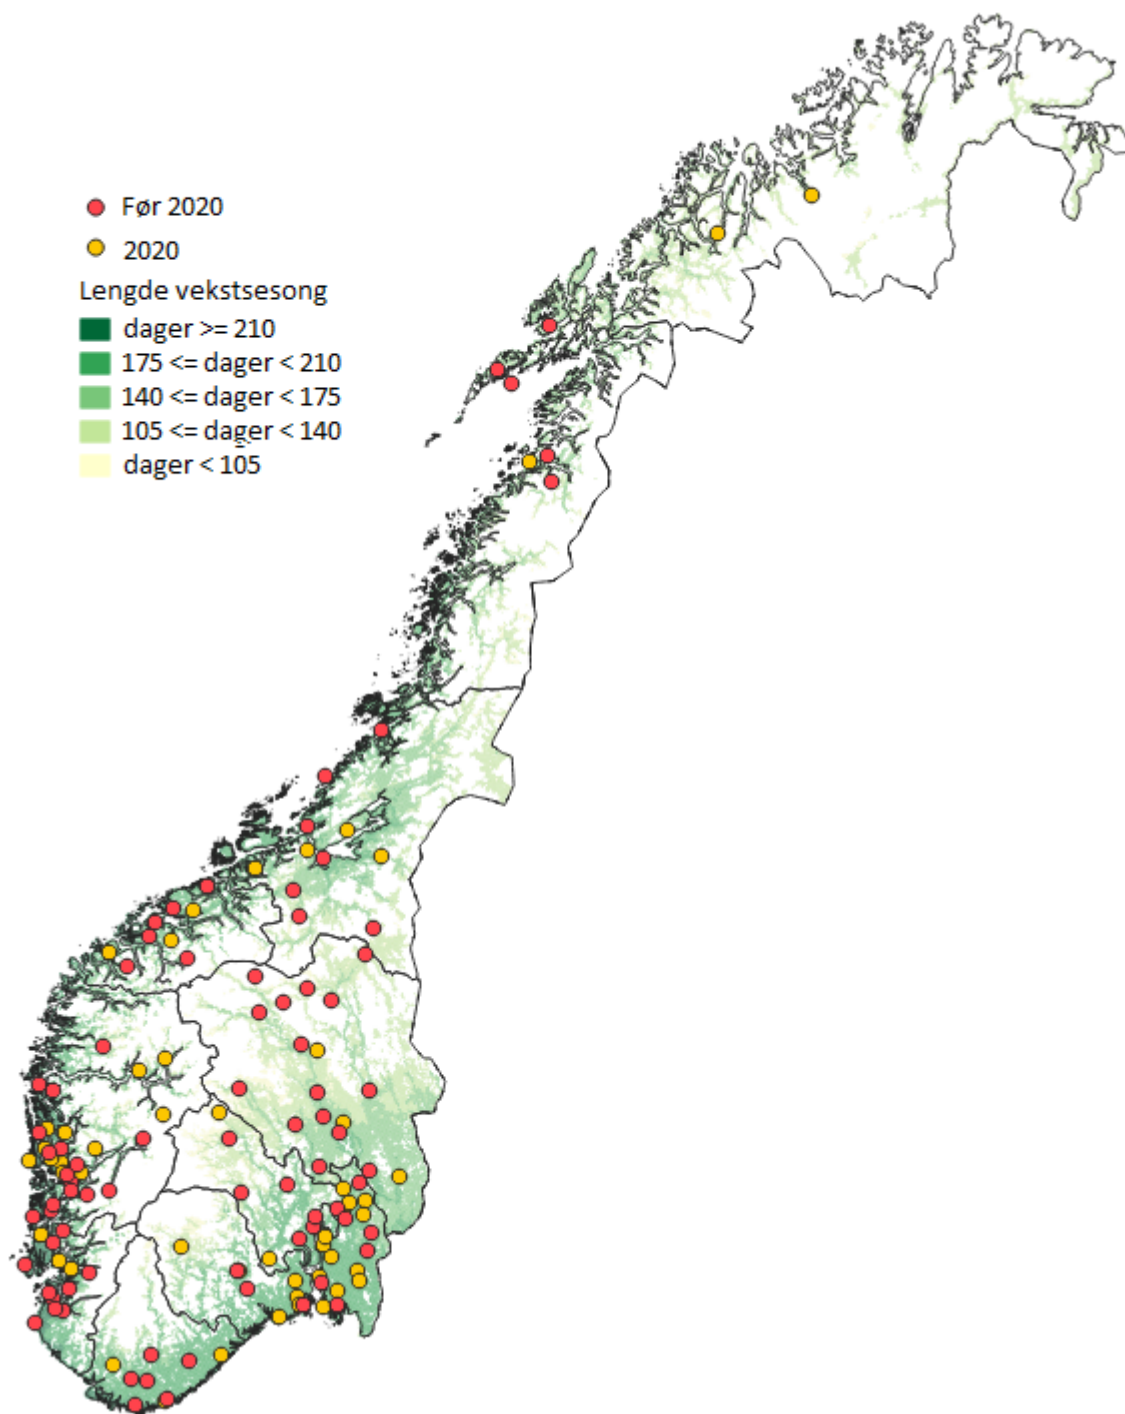 Før 2020
2020
Lengde vekstsesong
dager >= 210
175 <= dager < 210
140 <= dager < 175
105 <= dager < 140
dager < 105